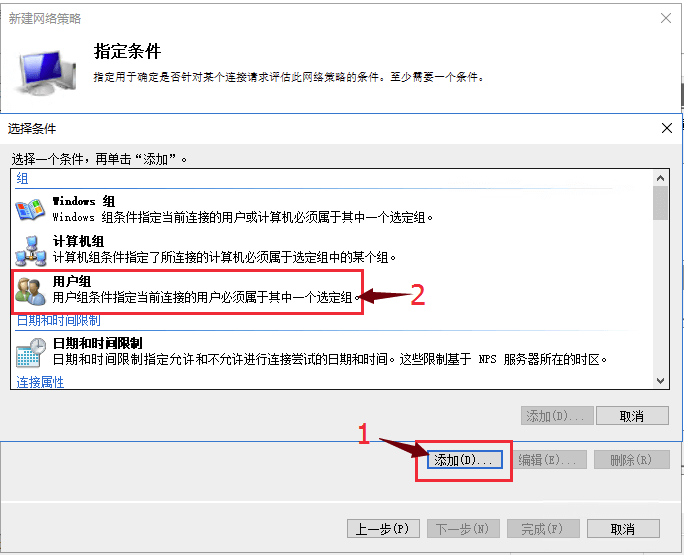 新建网络策略
指定条件
指定用于确定是否针对某个连接请求评估此网络策略的条件。至少需要一个条件。
选择条件
选择一个条件，再单击“添加”。
组
Windows 组
Windows 组条件指定当前连接的用户或计算机必须属于其中一个选定组。
计算机组
计算机组条件指定了所连接的计算机必须属于选定组中的某个组。
用户组
用户组条件指定当前连接的用户必须属于其中一个选定组。
2
日期和时间限制
日期和时间限制
日期和时间限制指定允许和不允许进行连接尝试的日期和时间。这些限制基于 NPS 服务器所在的时区。
连接属性
添加(D)... 取消
1
添加(D)... 编辑(E)... 删除(R)
上一步(P) 下一步(N) 完成(F) 取消